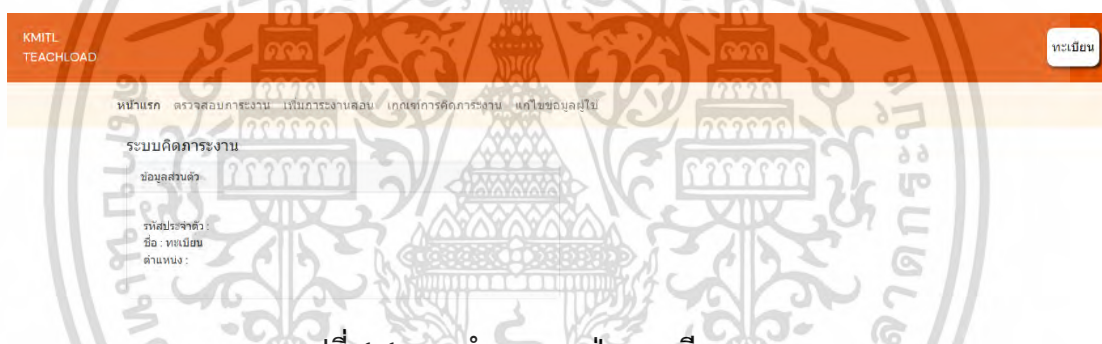 KMITL
TEACHLOAD
ทะเบียน
หน้าแรก ตรวจสอบภาระงาน เพิ่มภาระงานสอน เกณฑ์การคิดภาระงาน แก้ไขข้อมูลผู้ใช้
ระบบคิดภาระงาน
ข้อมูลส่วนตัว
รหัสประจำตัว :
ชื่อ : ทะเบียน
ตำแหน่ง :